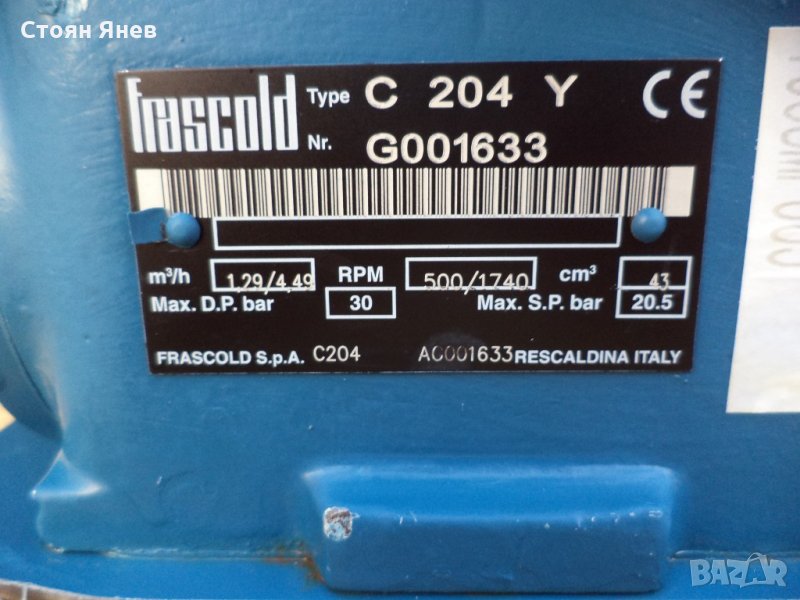 Стоян Янев
Frascold Type C 204 Y CE
Nr. G001633
m³/h 1,29/4,49 RPM 500/1740 cm³ 43
Max. D.P. bar 30 Max. S.P. bar 20.5
FRASCOLD S.p.A. C204 AC001633 RESCALDINA ITALY
BAZAR